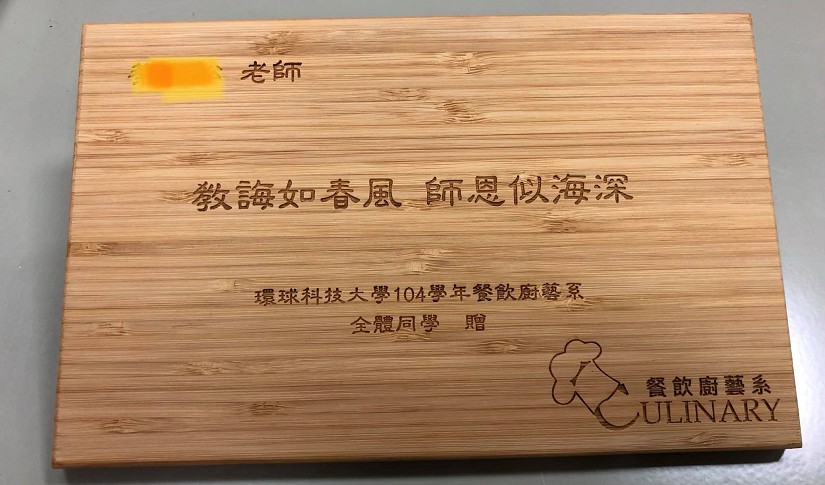 老師
教誨如春風 師恩似海深
環球科技大學104學年餐飲廚藝系
全體同學 贈
餐飲廚藝系
CULINARY